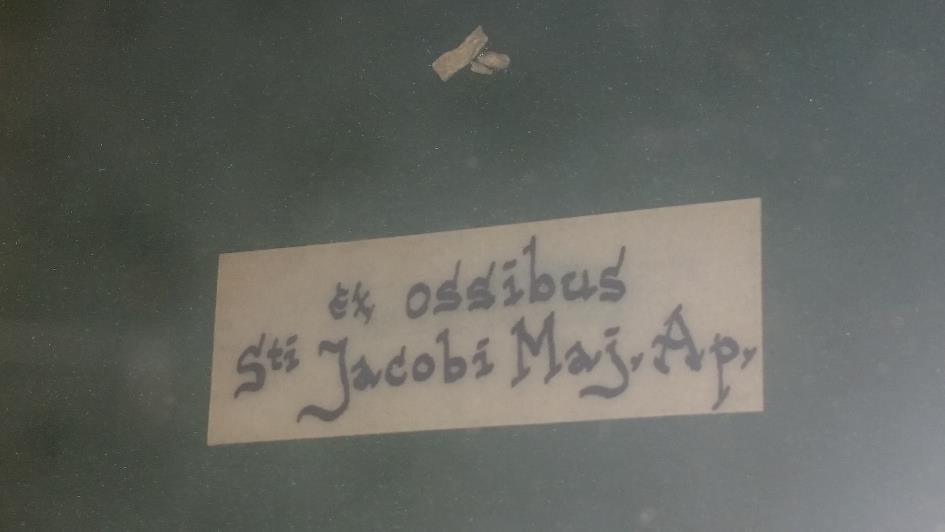 ex ossibus
Sti Jacobi Maj. Ap.